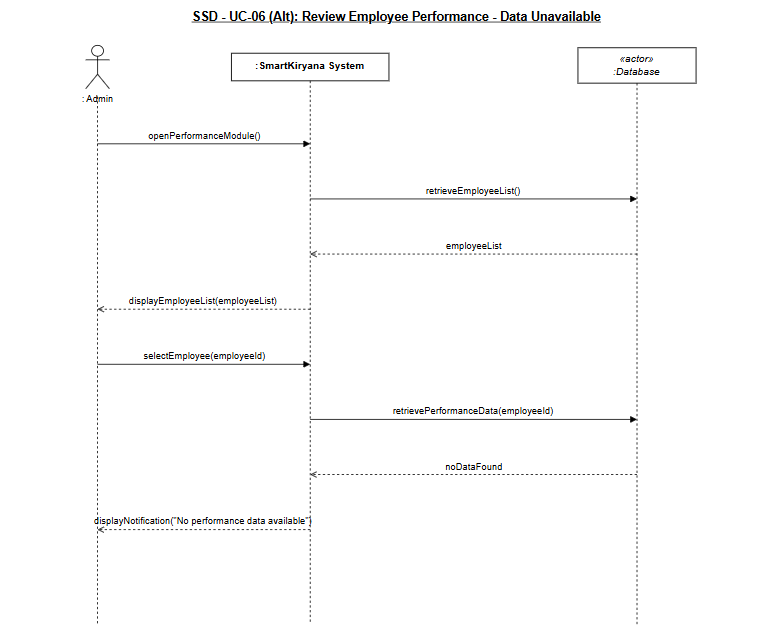 SSD - UC-06 (Alt): Review Employee Performance - Data Unavailable
: Admin
:SmartKiryana System
«actor»
:Database
openPerformanceModule()
retrieveEmployeeList()
employeeList
displayEmployeeList(employeeList)
selectEmployee(employeeId)
retrievePerformanceData(employeeId)
noDataFound
displayNotification("No performance data available")